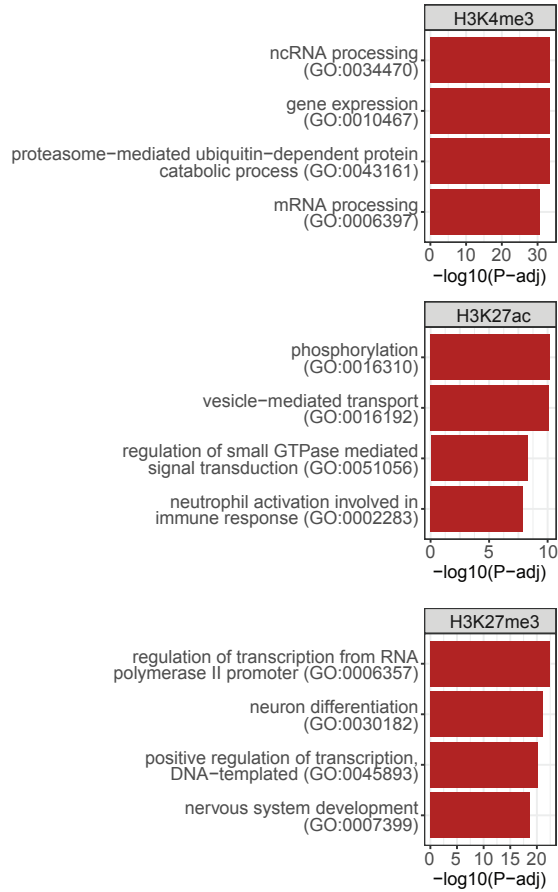 H3K4me3
ncRNA processing
(GO:0034470)
gene expression
(GO:0010467)
proteasome−mediated ubiquitin−dependent protein
catabolic process (GO:0043161)
mRNA processing
(GO:0006397)
0 10 20 30
−log10(P−adj)
H3K27ac
phosphorylation
(GO:0016310)
vesicle−mediated transport
(GO:0016192)
regulation of small GTPase mediated
signal transduction (GO:0051056)
neutrophil activation involved in
immune response (GO:0002283)
0 5 10
−log10(P−adj)
H3K27me3
regulation of transcription from RNA
polymerase II promoter (GO:0006357)
neuron differentiation
(GO:0030182)
positive regulation of transcription,
DNA−templated (GO:0045893)
nervous system development
(GO:0007399)
0 5 10 15 20
−log10(P−adj)